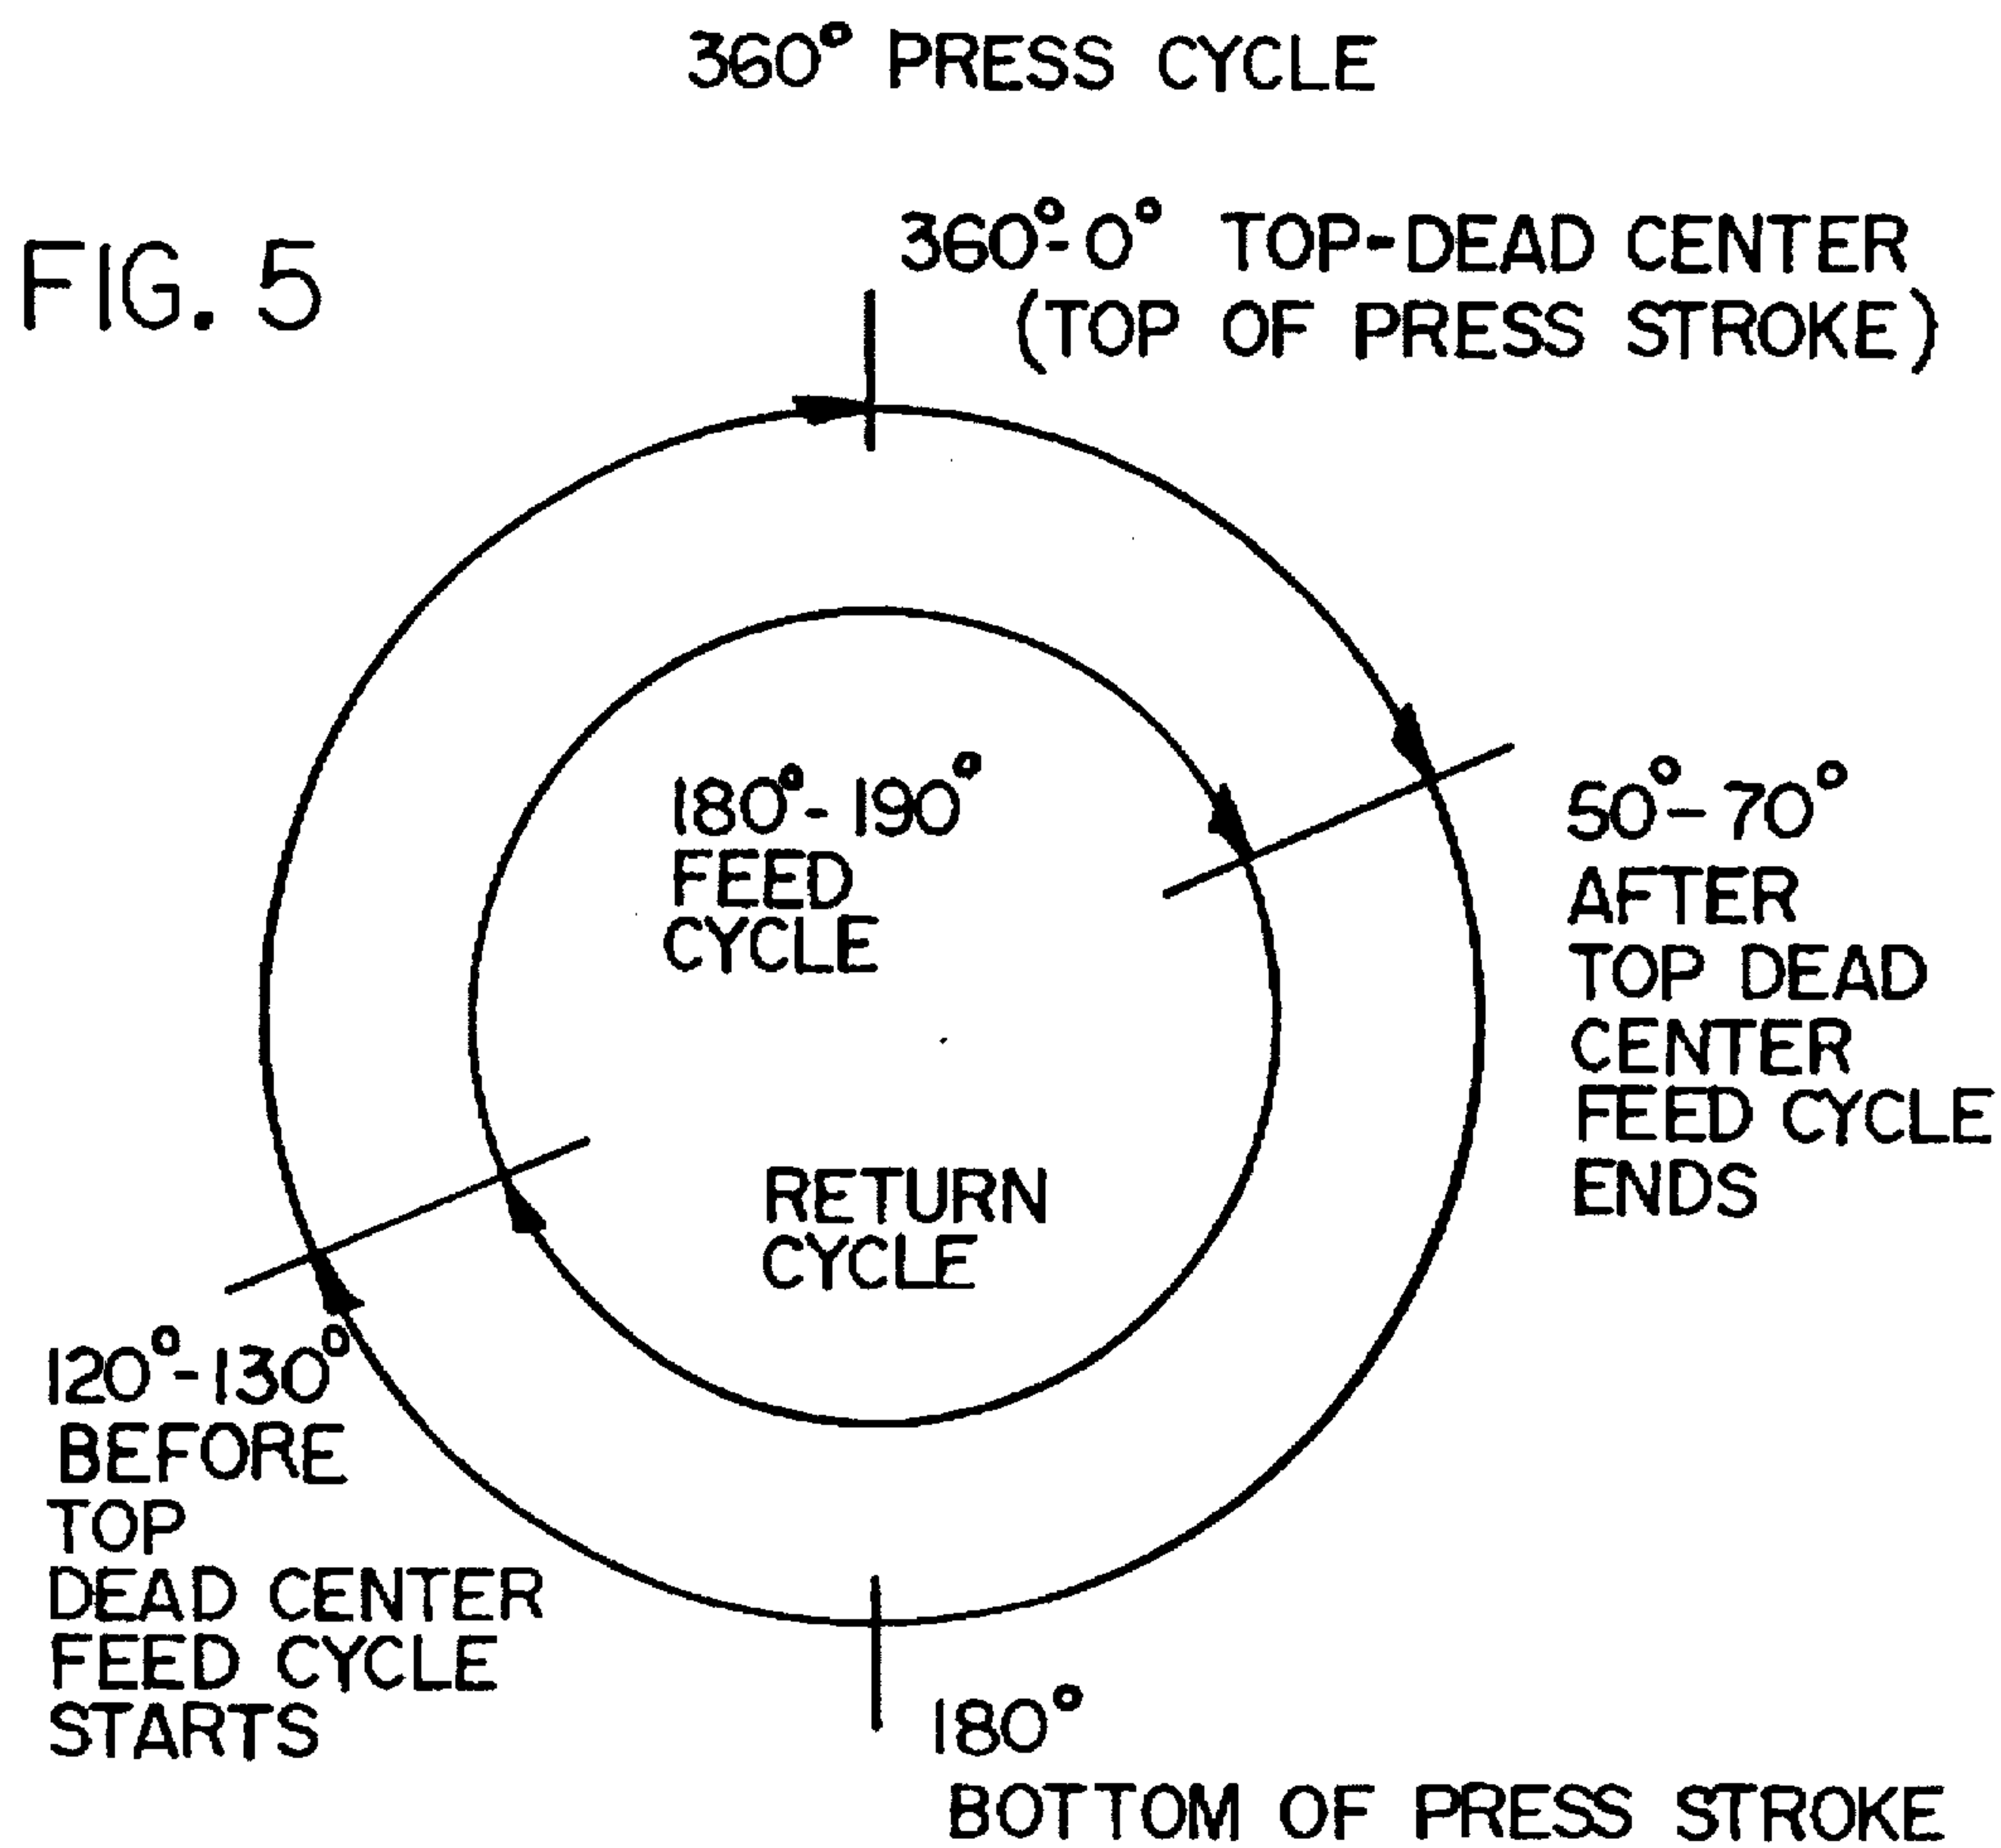 360° PRESS CYCLE
FIG. 5
360°-0° TOP-DEAD CENTER
(TOP OF PRESS STROKE)
180°-190°
FEED
CYCLE
50°-70°
AFTER
TOP DEAD
CENTER
FEED CYCLE
ENDS
RETURN
CYCLE
120°-130°
BEFORE
TOP
DEAD CENTER
FEED CYCLE
STARTS
180°
BOTTOM OF PRESS STROKE